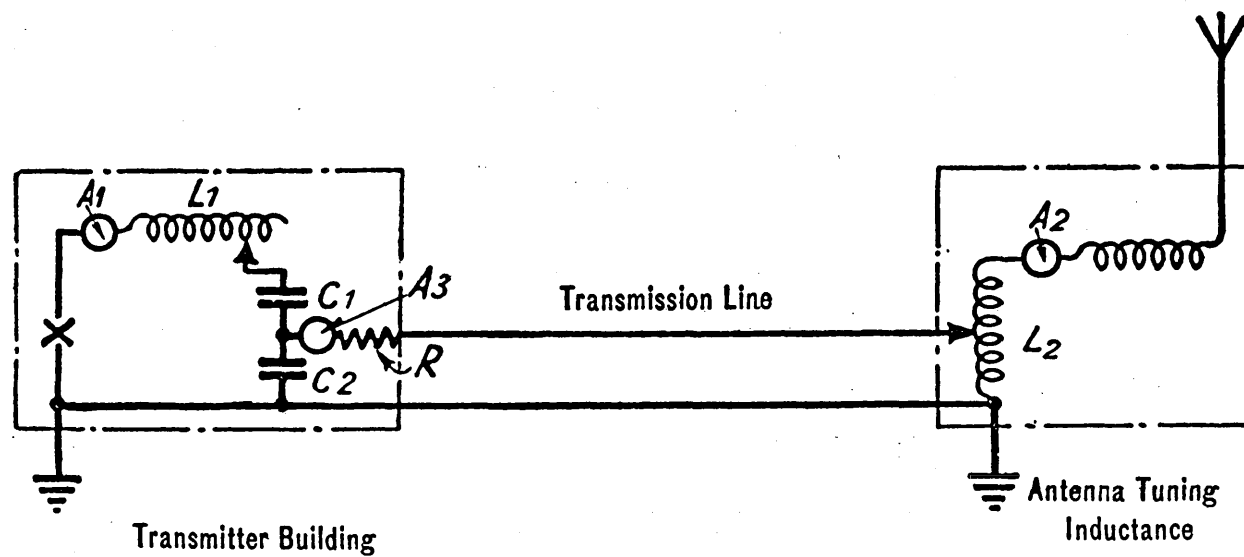 A1
L1
C1
A3
R
C2
Transmission Line
A2
L2
Transmitter Building
Antenna Tuning
Inductance